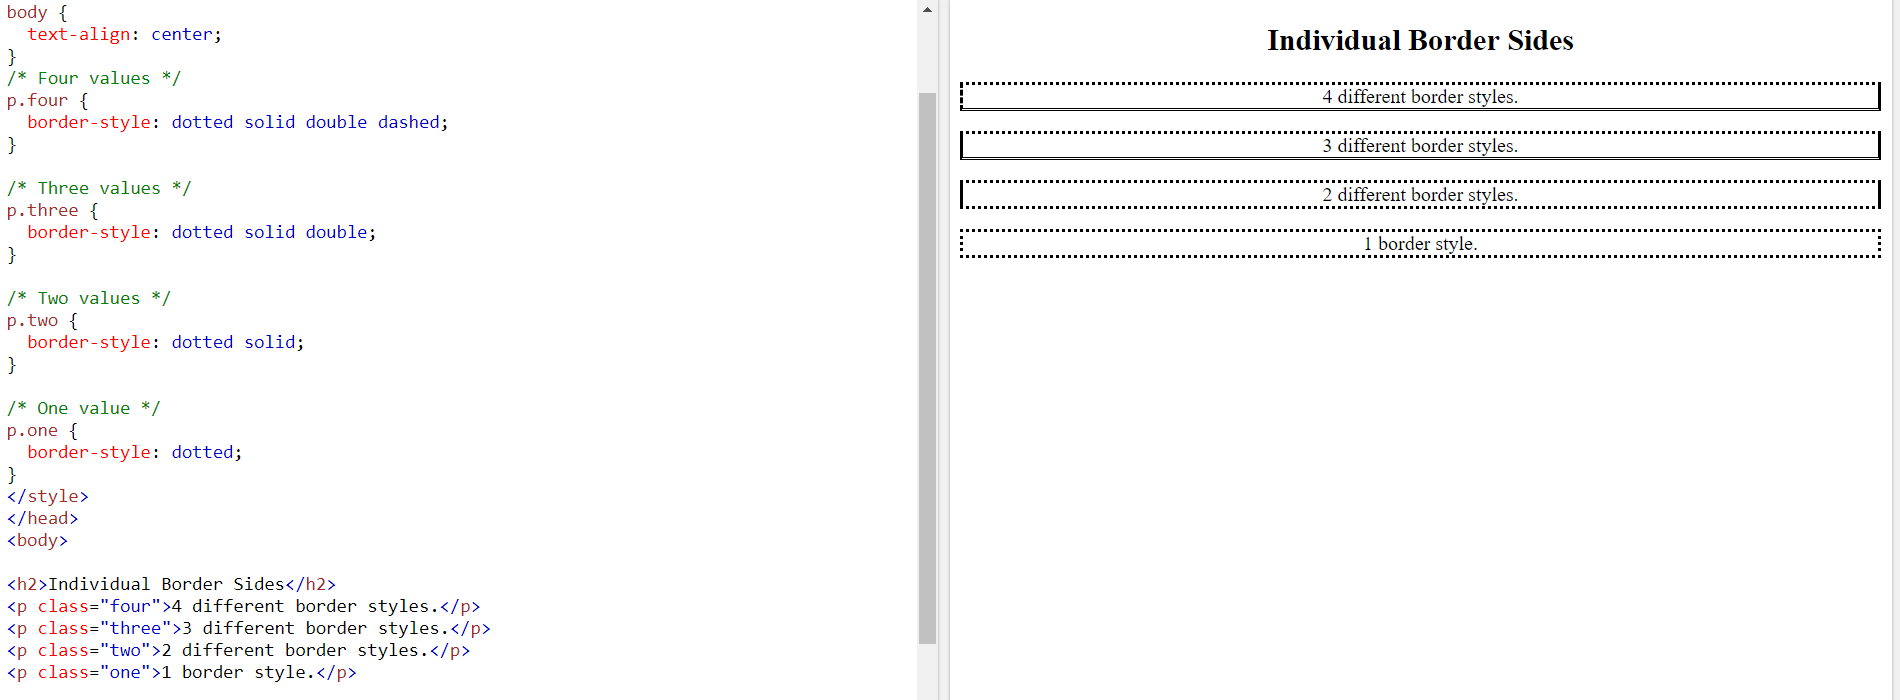 body {
  text-align: center;
}
/* Four values */
p.four {
  border-style: dotted solid double dashed;
}

/* Three values */
p.three {
  border-style: dotted solid double;
}

/* Two values */
p.two {
  border-style: dotted solid;
}

/* One value */
p.one {
  border-style: dotted;
}
</style>
</head>
<body>

<h2>Individual Border Sides</h2>
<p class="four">4 different border styles.</p>
<p class="three">3 different border styles.</p>
<p class="two">2 different border styles.</p>
<p class="one">1 border style.</p>

Individual Border Sides
4 different border styles.
3 different border styles.
2 different border styles.
1 border style.